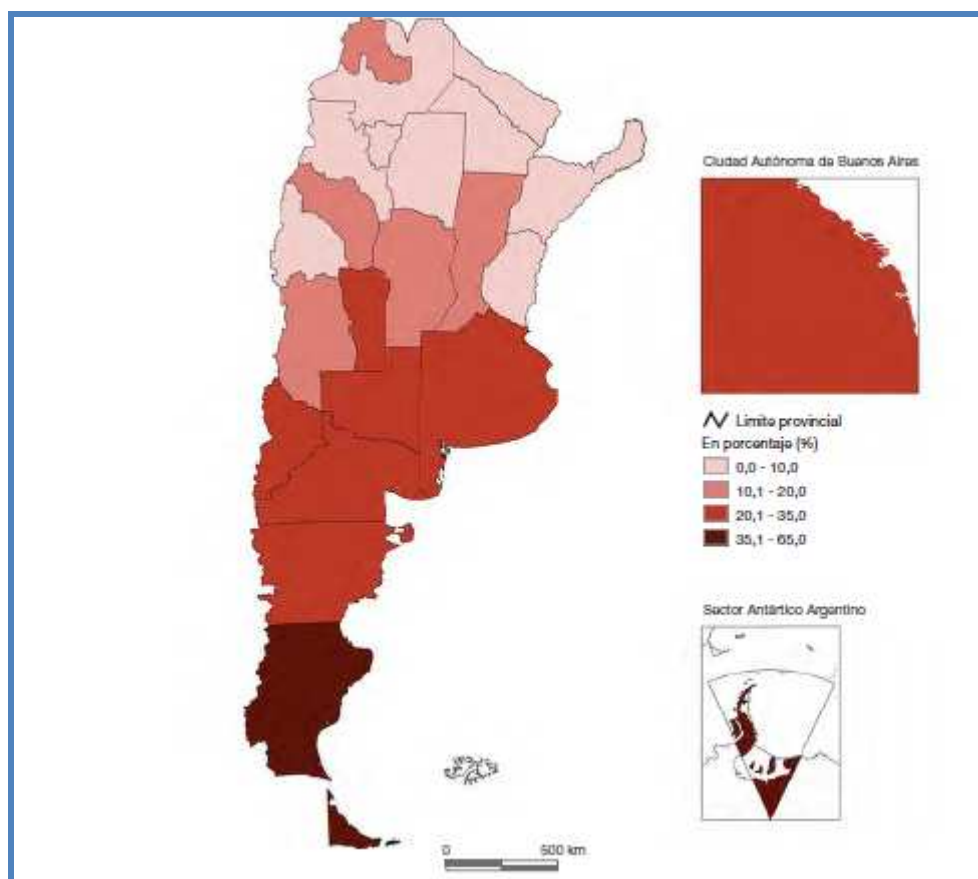 Ciudad Autónoma de Buenos Aires
Límite provincial
En porcentaje (%)
0,0 - 10,0
10,1 - 20,0
20,1 - 35,0
35,1 - 65,0
Sector Antártico Argentino
0 500 km